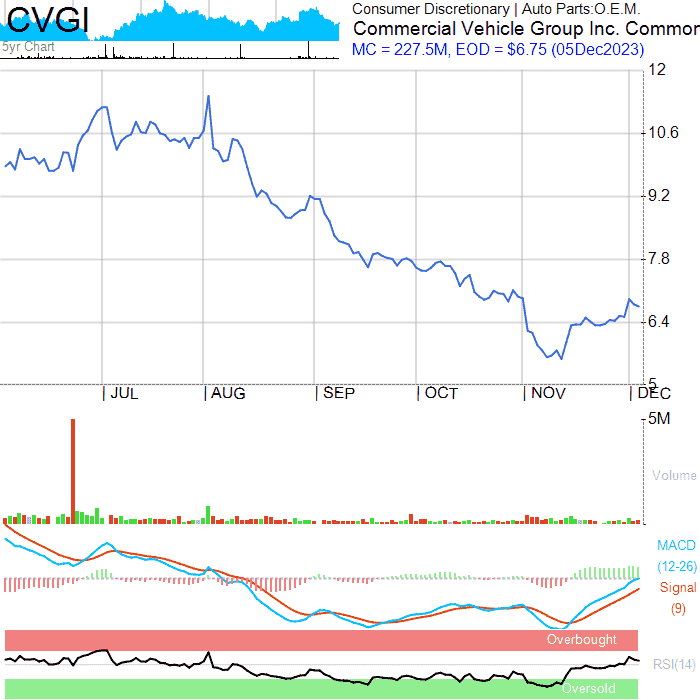 CVGI
5yr Chart
Consumer Discretionary | Auto Parts:O.E.M.
Commercial Vehicle Group Inc. Common
MC = 227.5M, EOD = $6.75 (05Dec2023)
12
10.6
9.2
7.8
6.4
5
| JUL | AUG | SEP | OCT | NOV | DEC
5M
Volume
MACD
(12-26)
Signal
(9)
Overbought
RSI(14)
Oversold